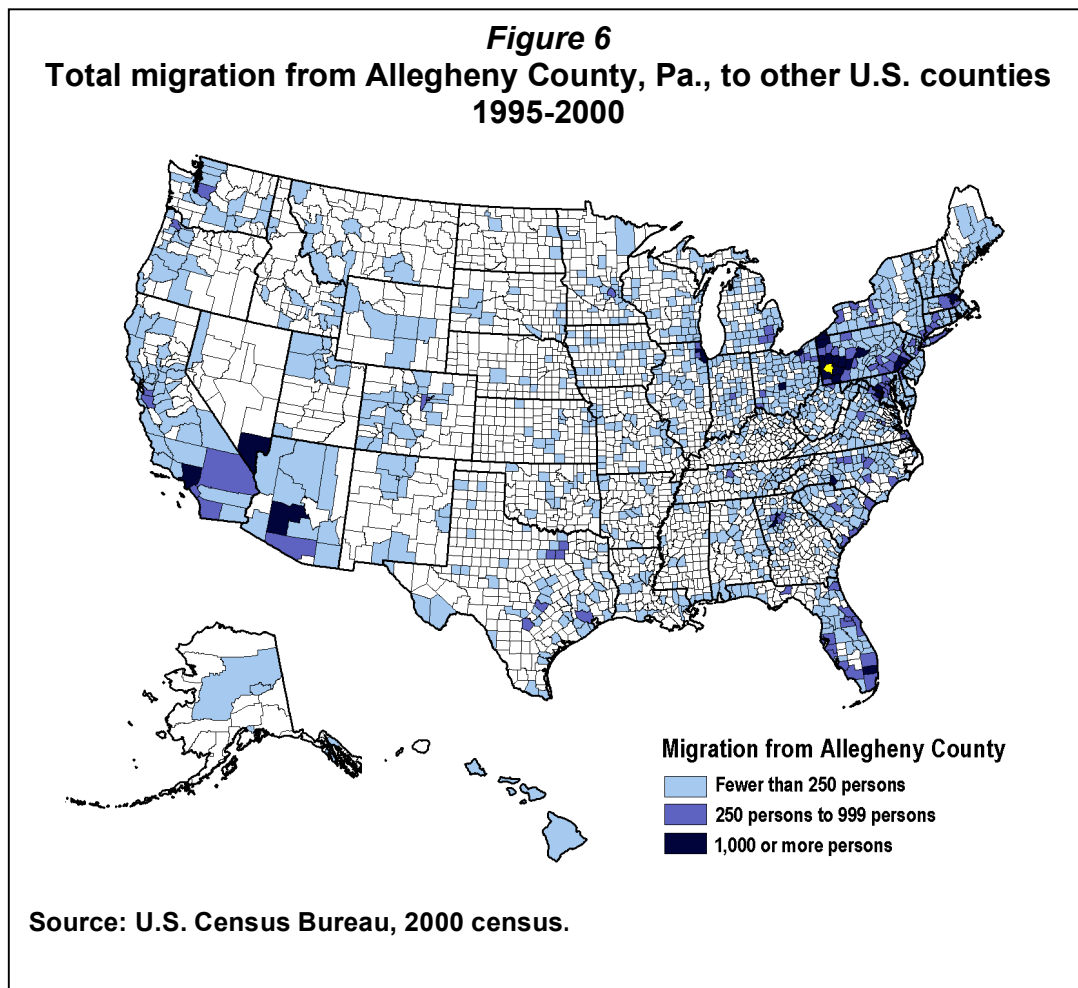 Figure 6
Total migration from Allegheny County, Pa., to other U.S. counties
1995-2000
Migration from Allegheny County
Fewer than 250 persons
250 persons to 999 persons
1,000 or more persons
Source: U.S. Census Bureau, 2000 census.